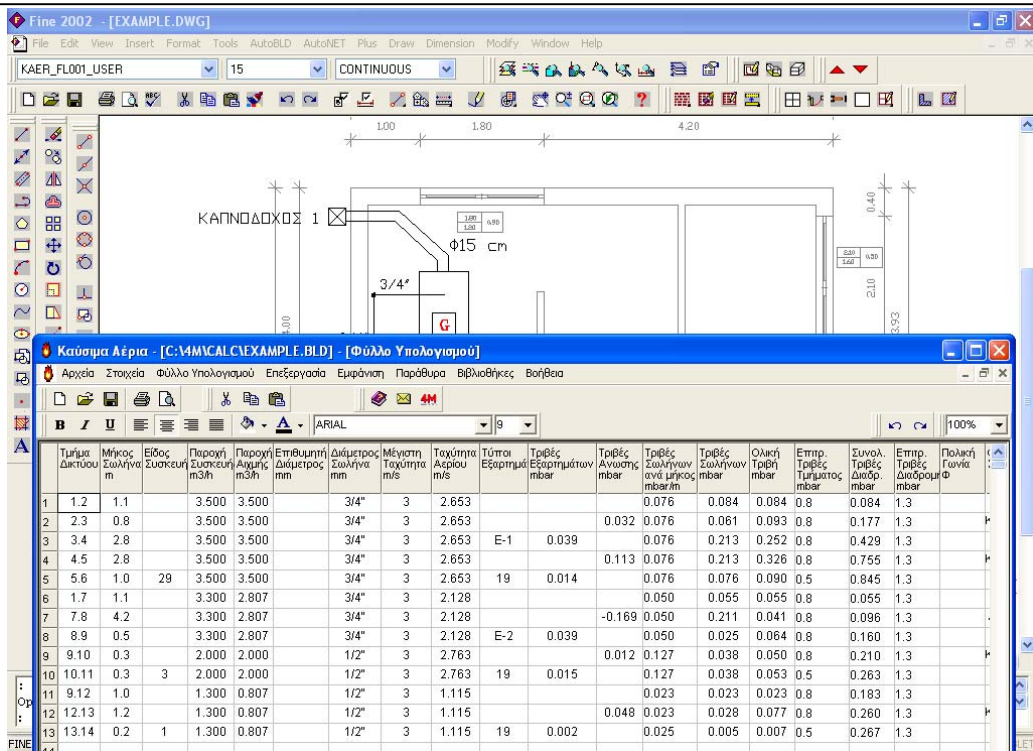 Fine 2002 - [EXAMPLE.DWG]
File Edit View Insert Format Tools AutoBLD AutoNET Plus Draw Dimension Modify Window Help
KAER_FL001_USER 15 CONTINUOUS
1.00 1.80 4.20
ΚΑΠΝΟΔΟΧΟΣ 1
1.80 0.90
1.80
Φ15 cm
3/4"
G
0.40
2.10
3.93
Καύσιμα Αέρια - [C:\4M\CALC\EXAMPLE.BLD] - [Φύλλο Υπολογισμού]
Αρχεία Στοιχεία Φύλλο Υπολογισμού Επεξεργασία Εμφάνιση Παράθυρα Βιβλιοθήκες Βοήθεια
4M
B I U A ARIAL 9 100%
Τμήμα Μήκος Είδος Παροχή Παροχή Επιθυμητή Διάμετρος Μέγιστη Ταχύτητα Τύποι Τριβές Τριβές Τριβές Τριβές Ολική Επιτρ. Συνολ. Επιτρ. Πολική
Δικτύου Σωλήνα Συσκευή Συσκευή Αιχμής Διάμετρος Σωλήνα Ταχύτητα Αερίου Εξαρτημά Εξαρτημάτων Ανωσης Σωλήνων Σωλήνων Τριβή Τριβές Τριβές Τριβές Γωνία
m m3/h m3/h mm mm m/s m/s mbar mbar ανά μήκος mbar mbar Τμήματος Διαδρ. Διαδρομή Φ
mbar/m mbar mbar mbar
1 1.2 1.1 3.500 3.500 3/4" 3 2.653 0.076 0.084 0.084 0.8 0.084 1.3
2 2.3 0.8 3.500 3.500 3/4" 3 2.653 0.032 0.076 0.061 0.093 0.8 0.177 1.3
3 3.4 2.8 3.500 3.500 3/4" 3 2.653 E-1 0.039 0.076 0.213 0.252 0.8 0.429 1.3
4 4.5 2.8 3.500 3.500 3/4" 3 2.653 0.113 0.076 0.213 0.326 0.8 0.755 1.3
5 5.6 1.0 29 3.500 3.500 3/4" 3 2.653 19 0.014 0.076 0.076 0.090 0.5 0.845 1.3
6 1.7 1.1 3.300 2.807 3/4" 3 2.128 0.050 0.055 0.055 0.8 0.055 1.3
7 7.8 4.2 3.300 2.807 3/4" 3 2.128 -0.169 0.050 0.211 0.041 0.8 0.096 1.3
8 8.9 0.5 3.300 2.807 3/4" 3 2.128 E-2 0.039 0.050 0.025 0.064 0.8 0.160 1.3
9 9.10 0.3 2.000 2.000 1/2" 3 2.763 0.012 0.127 0.038 0.050 0.8 0.210 1.3
10 10.11 0.3 3 2.000 2.000 1/2" 3 2.763 19 0.015 0.127 0.038 0.053 0.5 0.263 1.3
11 9.12 1.0 1.300 0.807 1/2" 3 1.115 0.023 0.023 0.023 0.8 0.183 1.3
12 12.13 1.2 1.300 0.807 1/2" 3 1.115 0.048 0.023 0.028 0.077 0.8 0.260 1.3
13 13.14 0.2 1 1.300 0.807 1/2" 3 1.115 19 0.002 0.025 0.005 0.007 0.5 0.267 1.3